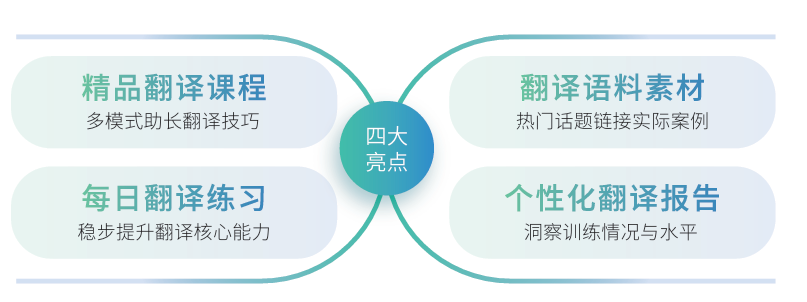 精品翻译课程
多模式助长翻译技巧
每日翻译练习
稳步提升翻译核心能力
四大
亮点
翻译语料素材
热门话题链接实际案例
个性化翻译报告
洞察训练情况与水平